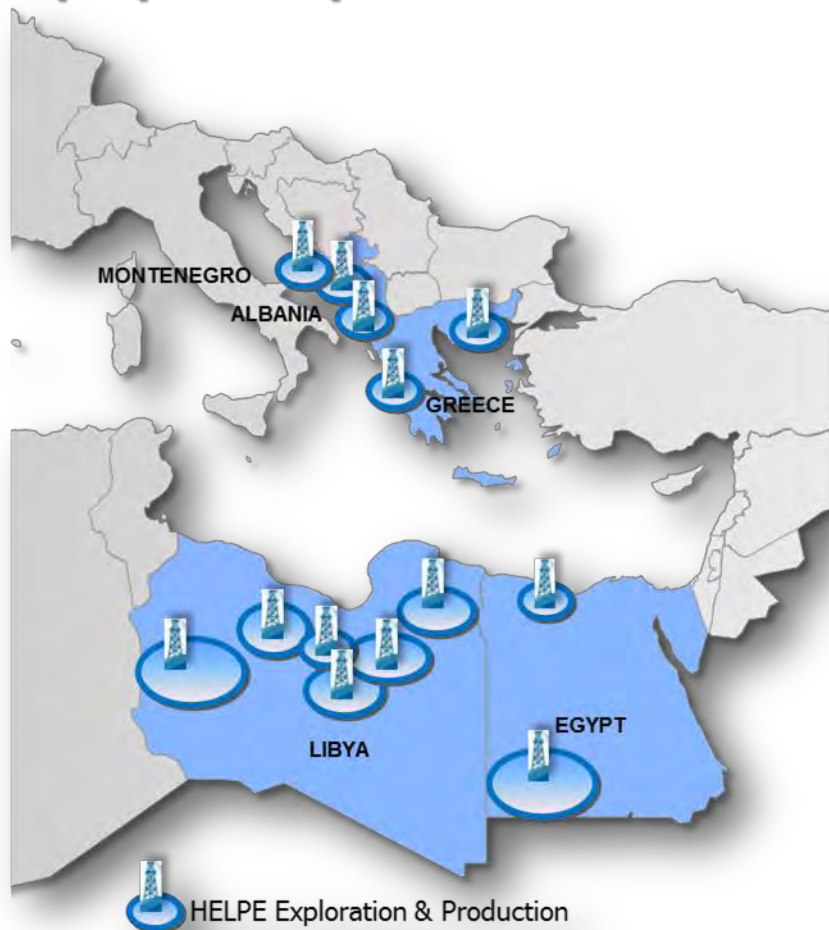 MONTENEGRO
ALBANIA
GREECE
EGYPT
LIBYA
HELPE Exploration & Production